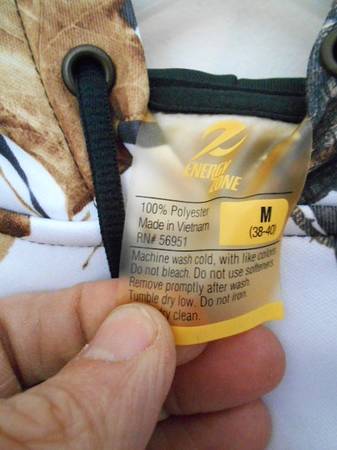 Z
ENERGY
ZONE
100% Polyester
Made in Vietnam
RN# 56951
M
(38-40)
Machine wash cold, with like colors.
Do not bleach. Do not use softeners.
Remove promptly after wash.
Tumble dry low. Do not iron.
dry clean.